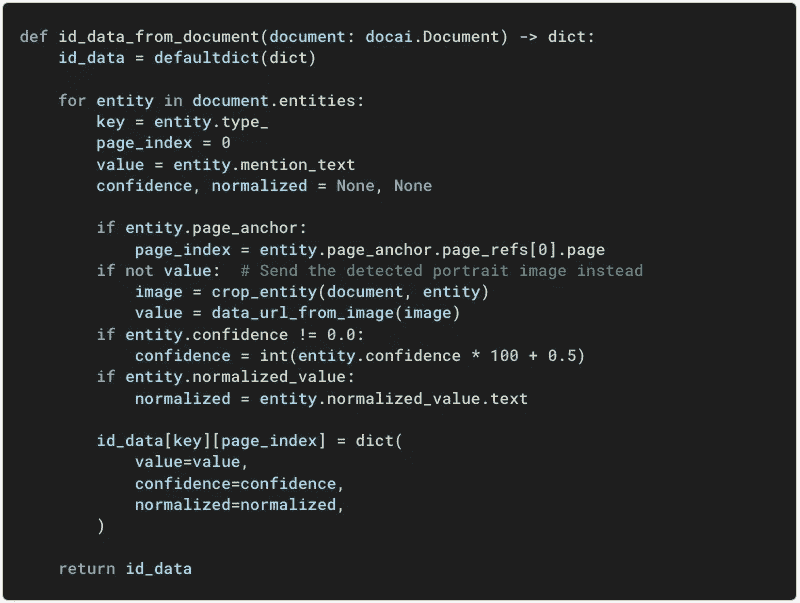 def id_data_from_document(document: docai.Document) -> dict:
    id_data = defaultdict(dict)

    for entity in document.entities:
        key = entity.type_
        page_index = 0
        value = entity.mention_text
        confidence, normalized = None, None

        if entity.page_anchor:
            page_index = entity.page_anchor.page_refs[0].page
        if not value:  # Send the detected portrait image instead
            image = crop_entity(document, entity)
            value = data_url_from_image(image)
        if entity.confidence != 0.0:
            confidence = int(entity.confidence * 100 + 0.5)
        if entity.normalized_value:
            normalized = entity.normalized_value.text

        id_data[key][page_index] = dict(
            value=value,
            confidence=confidence,
            normalized=normalized,
        )

    return id_data